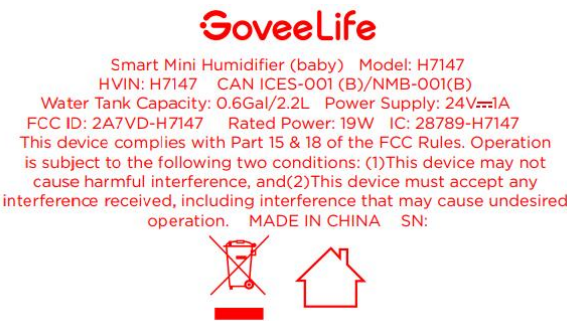 GoveeLife
Smart Mini Humidifier (baby) Model: H7147
HVIN: H7147 CAN ICES-001 (B)/NMB-001(B)
Water Tank Capacity: 0.6Gal/2.2L Power Supply: 24V⎓1A
FCC ID: 2A7VD-H7147 Rated Power: 19W IC: 28789-H7147
This device complies with Part 15 & 18 of the FCC Rules. Operation
is subject to the following two conditions: (1)This device may not
cause harmful interference, and(2)This device must accept any
interference received, including interference that may cause undesired
operation. MADE IN CHINA SN: